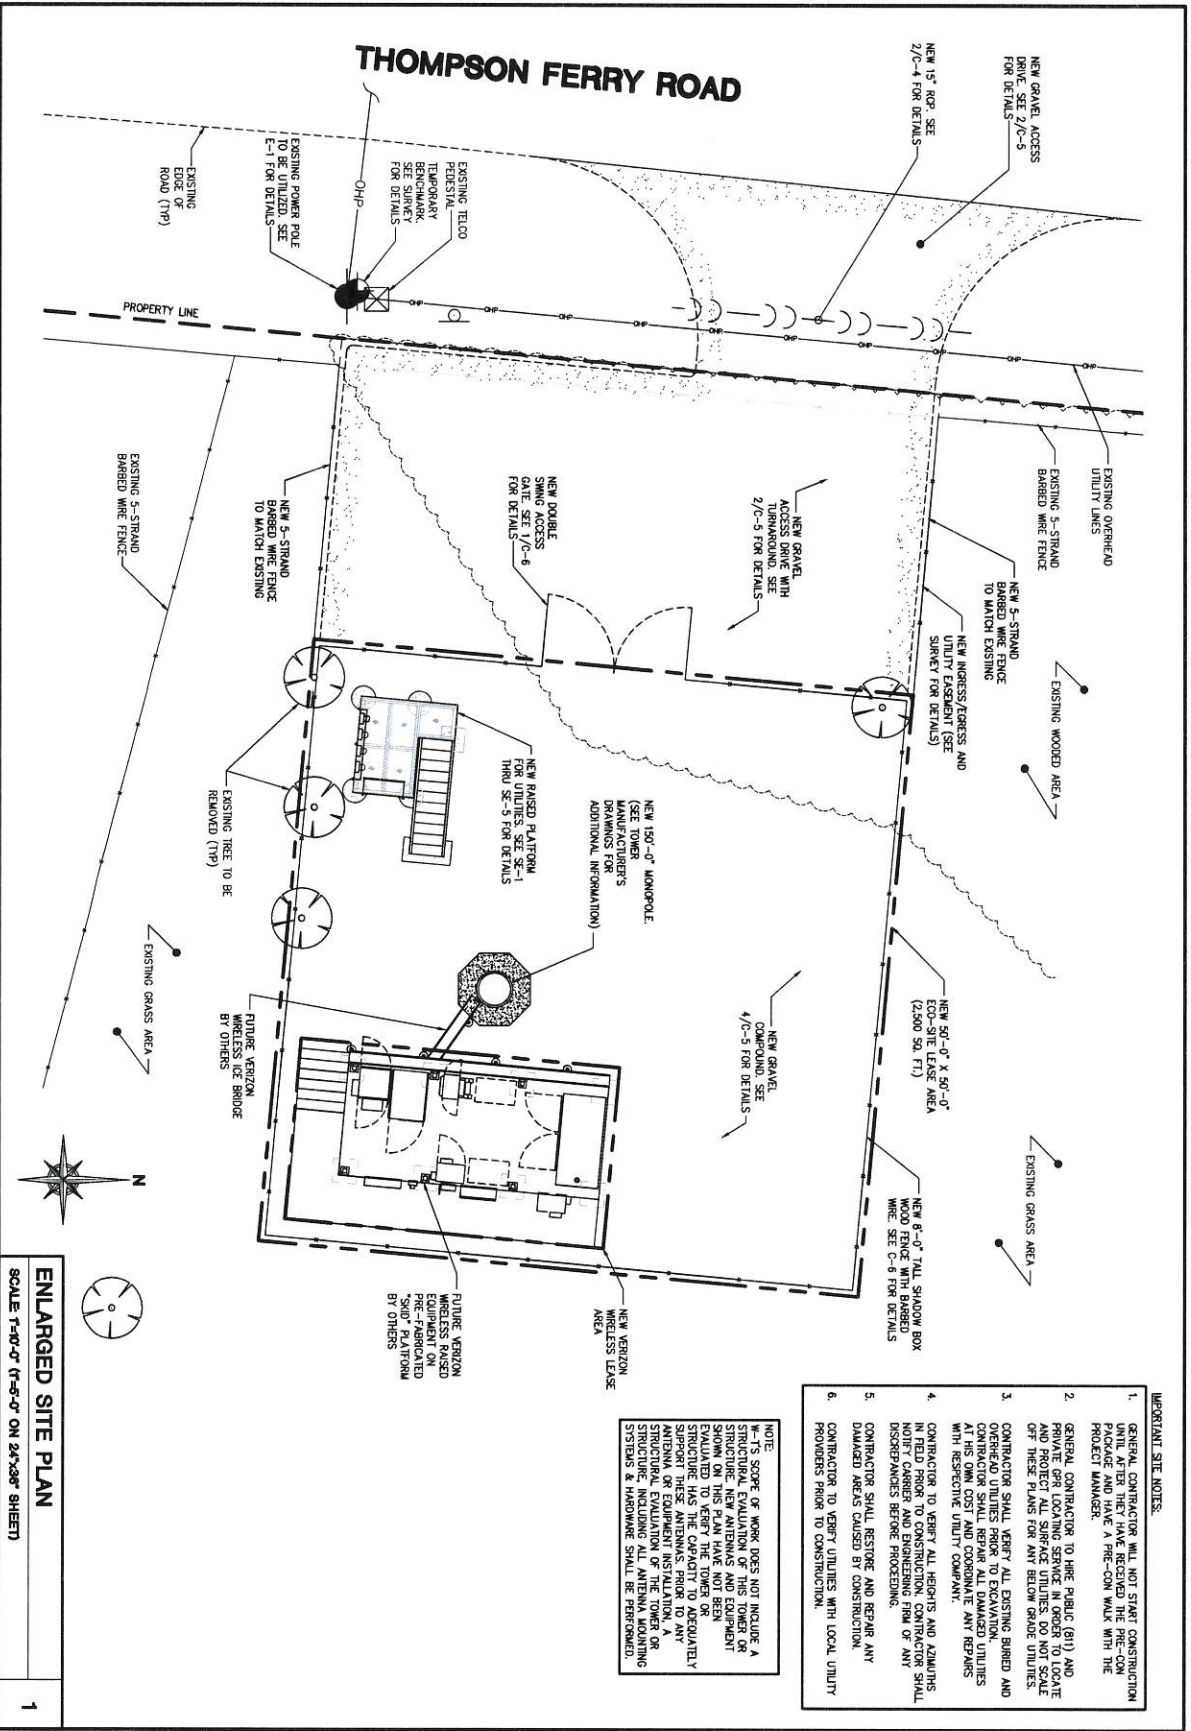 THOMPSON FERRY ROAD
NEW GRAVEL ACCESS
DRIVE. SEE 2/C-5
FOR DETAILS
NEW 15" RCP. SEE
2/C-4 FOR DETAILS
EXISTING TELCO
PEDESTAL
TEMPORARY
BENCHMARK.
SEE SURVEY
FOR DETAILS
EXISTING POWER POLE
TO BE UTILIZED. SEE
E-1 FOR DETAILS
EXISTING
EDGE OF
ROAD (TYP)
OHP
OHP
OHP
OHP
OHP
OHP
OHP
OHP
OHP
OHP
OHP
PROPERTY LINE
EXISTING OVERHEAD
UTILITY LINES
EXISTING 5-STRAND
BARBED WIRE FENCE
NEW 5-STRAND
BARBED WIRE FENCE
TO MATCH EXISTING
NEW INGRESS/EGRESS AND
UTILITY EASEMENT (SEE
SURVEY FOR DETAILS)
EXISTING WOODED AREA
NEW GRAVEL
ACCESS DRIVE WITH
TURNAROUND. SEE
2/C-5 FOR DETAILS
NEW DOUBLE
SWING ACCESS
GATE. SEE 1/C-6
FOR DETAILS
NEW 5-STRAND
BARBED WIRE FENCE
TO MATCH EXISTING
EXISTING 5-STRAND
BARBED WIRE FENCE
NEW RAISED PLATFORM
FOR UTILITIES. SEE SE-1
THRU SE-5 FOR DETAILS
EXISTING TREE TO BE
REMOVED (TYP)
NEW 150'-0" MONOPOLE.
(SEE TOWER
MANUFACTURER'S
DRAWINGS FOR
ADDITIONAL INFORMATION)
EXISTING GRASS AREA
NEW 50'-0" X 50'-0"
ECO-SITE LEASE AREA
(2,500 SQ. FT.)
NEW GRAVEL
COMPOUND. SEE
4/C-5 FOR DETAILS
FUTURE VERIZON
WIRELESS ICE BRIDGE
BY OTHERS
EXISTING GRASS AREA
NEW 8'-0" TALL SHADOW BOX
WOOD FENCE WITH BARBED
WIRE. SEE C-6 FOR DETAILS
NEW VERIZON
WIRELESS LEASE
AREA
FUTURE VERIZON
WIRELESS RAISED
EQUIPMENT ON
PRE-FABRICATED
"SKID" PLATFORM
BY OTHERS
N
IMPORTANT SITE NOTES:
1. GENERAL CONTRACTOR WILL NOT START CONSTRUCTION
UNTIL AFTER THEY HAVE RECEIVED THE PRE-CON
PACKAGE AND HAVE A PRE-CON WALK WITH THE
PROJECT MANAGER.
2. GENERAL CONTRACTOR TO HIRE PUBLIC (811) AND
PRIVATE GPR LOCATING SERVICE IN ORDER TO LOCATE
AND PROTECT ALL SURFACE UTILITIES. DO NOT SCALE
OFF THESE PLANS FOR ANY BELOW GRADE UTILITIES.
3. CONTRACTOR SHALL VERIFY ALL EXISTING BURIED AND
OVERHEAD UTILITIES PRIOR TO EXCAVATION.
CONTRACTOR SHALL REPAIR ALL DAMAGED UTILITIES
AT HIS OWN COST AND COORDINATE ANY REPAIRS
WITH RESPECTIVE UTILITY COMPANY.
4. CONTRACTOR TO VERIFY ALL HEIGHTS AND AZIMUTHS
IN FIELD PRIOR TO CONSTRUCTION. CONTRACTOR SHALL
NOTIFY CARRIER AND ENGINEERING FIRM OF ANY
DISCREPANCIES BEFORE PROCEEDING.
5. CONTRACTOR SHALL RESTORE AND REPAIR ANY
DAMAGED AREAS CAUSED BY CONSTRUCTION.
6. CONTRACTOR TO VERIFY UTILITIES WITH LOCAL UTILITY
PROVIDERS PRIOR TO CONSTRUCTION.
NOTE:
W-T'S SCOPE OF WORK DOES NOT INCLUDE A
STRUCTURAL EVALUATION OF THIS TOWER OR
STRUCTURE. NEW ANTENNAS AND EQUIPMENT
SHOWN ON THIS PLAN HAVE NOT BEEN
EVALUATED TO VERIFY THE TOWER OR
STRUCTURE HAS THE CAPACITY TO ADEQUATELY
SUPPORT THESE ANTENNAS. PRIOR TO ANY
ANTENNA OR EQUIPMENT INSTALLATION, A
STRUCTURAL EVALUATION OF THE TOWER OR
STRUCTURE, INCLUDING ALL ANTENNA MOUNTING
SYSTEMS & HARDWARE SHALL BE PERFORMED.
ENLARGED SITE PLAN
SCALE: 1"=10'-0" (1"=5'-0" ON 24"x36" SHEET)
1